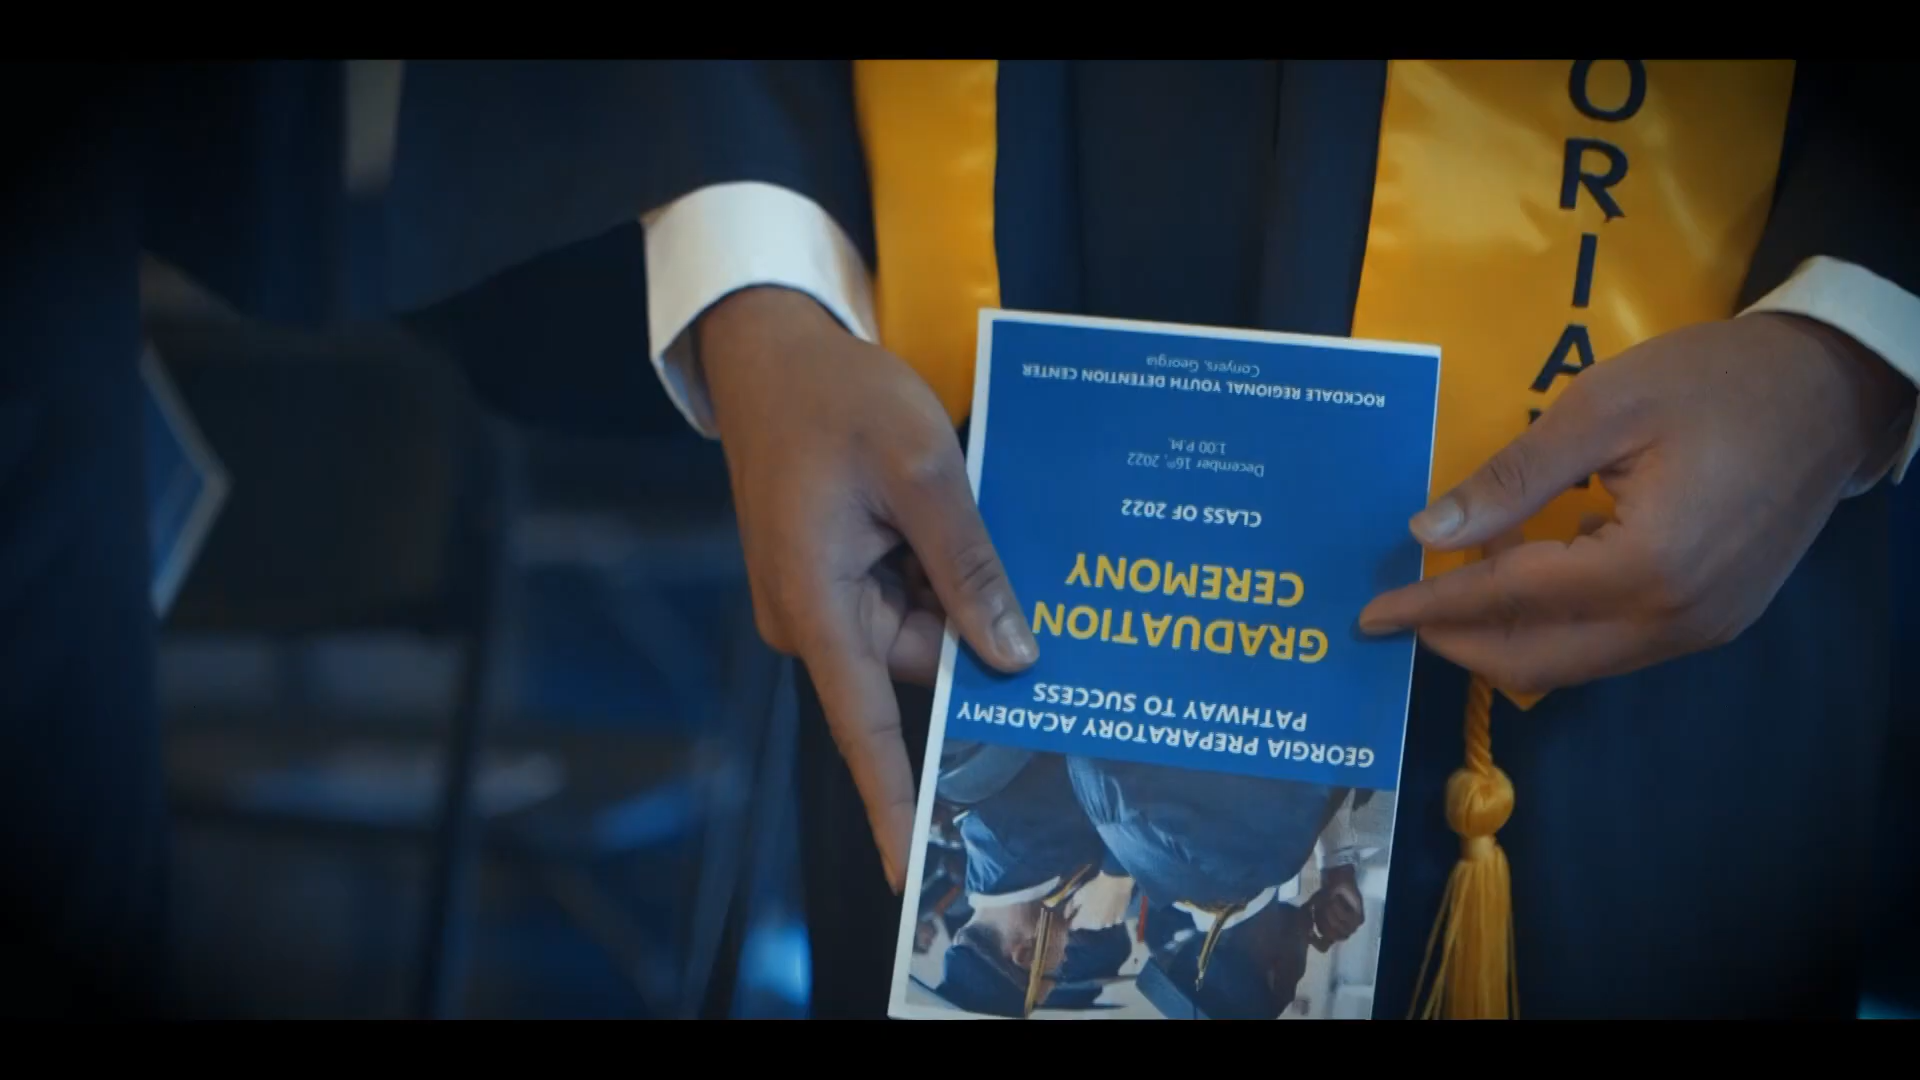 GEORGIA PREPARATORY ACADEMY
PATHWAY TO SUCCESS
GRADUATION
CEREMONY
CLASS OF 2022
December 16th, 2022
1:00 P.M.
ROCKDALE REGIONAL YOUTH DETENTION CENTER
Conyers, Georgia
O
R
I
A